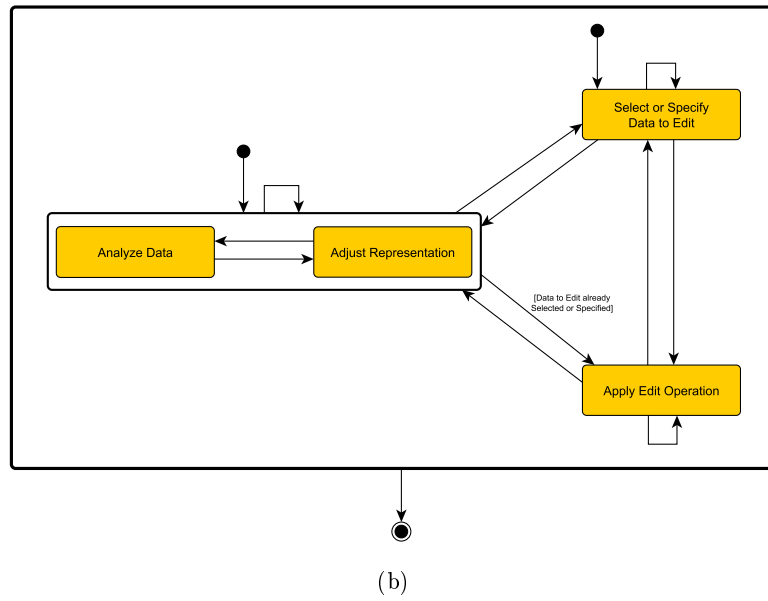 Select or Specify
Data to Edit
Analyze Data
Adjust Representation
[Data to Edit already
Selected or Specified]
Apply Edit Operation
(b)